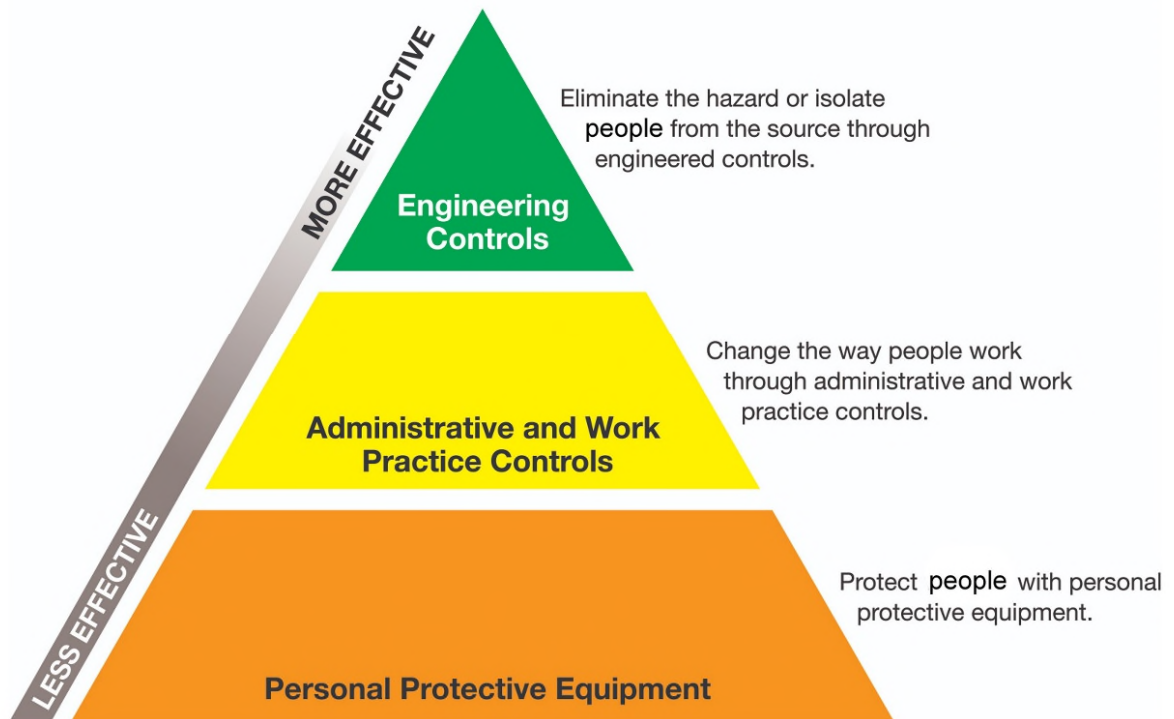 MORE EFFECTIVE
Eliminate the hazard or isolate
people from the source through
engineered controls.
Engineering
Controls
Change the way people work
through administrative and work
practice controls.
Administrative and Work
Practice Controls
LESS EFFECTIVE
Protect people with personal
protective equipment.
Personal Protective Equipment